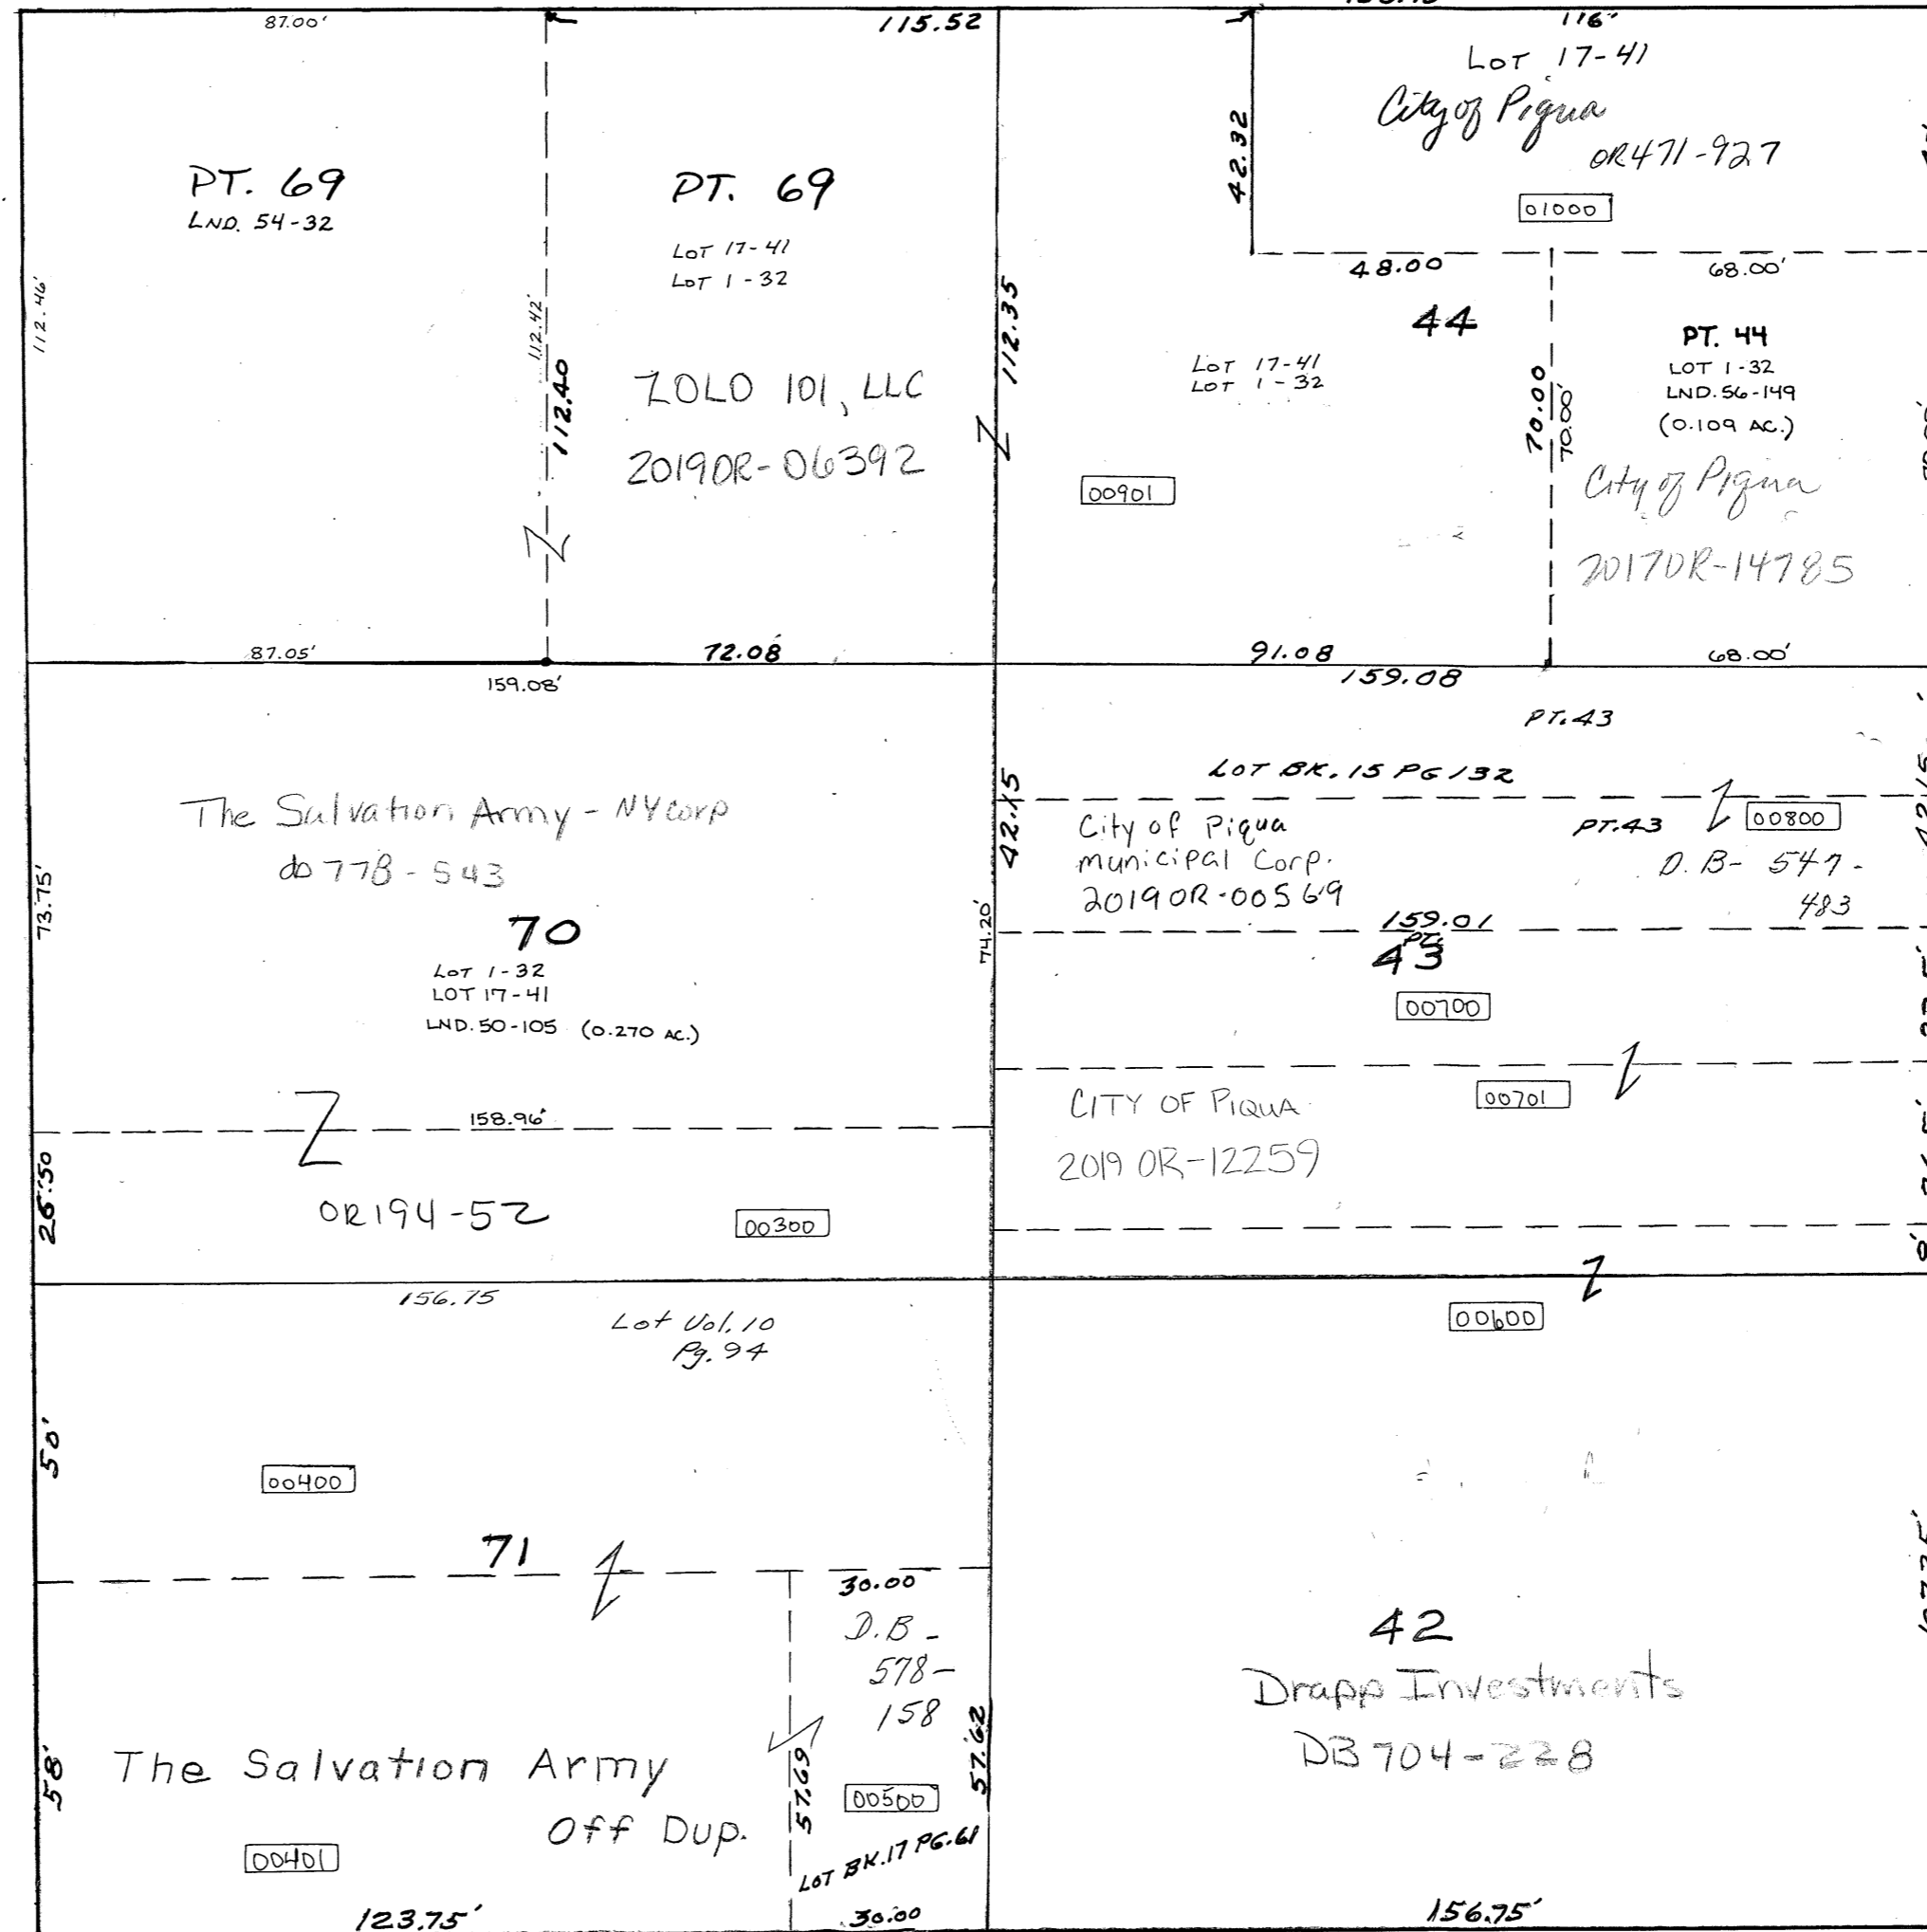 87.00'
115.52
116'
LOT 17-41
City of Piqua
OR471-927
42.32
01000
PT. 69
LND. 54-32
PT. 69
LOT 17-41
LOT 1-32
112.46'
112.42'
112.40
ZOLO 101, LLC
2019OR-06392
112.35
48.00
68.00'
44
LOT 17-41
LOT 1-32
00901
70.00
70.00'
PT. 44
LOT 1-32
LND. 56-149
(0.109 AC.)
City of Piqua
2017OR-14785
87.05'
72.08
91.08
68.00'
159.08'
159.08
PT. 43
LOT BK. 15 PG 132
42.15
The Salvation Army - NY corp
db 778-543
73.75'
70
LOT 1-32
LOT 17-41
LND. 50-105 (0.270 AC.)
74.20'
City of Piqua
municipal Corp.
2019 OR-00569
PT. 43
00800
D.B- 547-
483
159.01
PT.
43
00700
00701
CITY OF PIQUA
2019 OR-12259
158.96'
26.50
OR194-52
00300
156.75
Lot Vol. 10
Pg. 94
00600
50'
00400
71
30.00
D.B-
578-
158
57.69
57.62
58'
The Salvation Army
Off Dup.
00500
LOT BK. 17 PG. 61
00401
123.75'
30.00
42
Drapp Investments
DB 704-228
156.75'